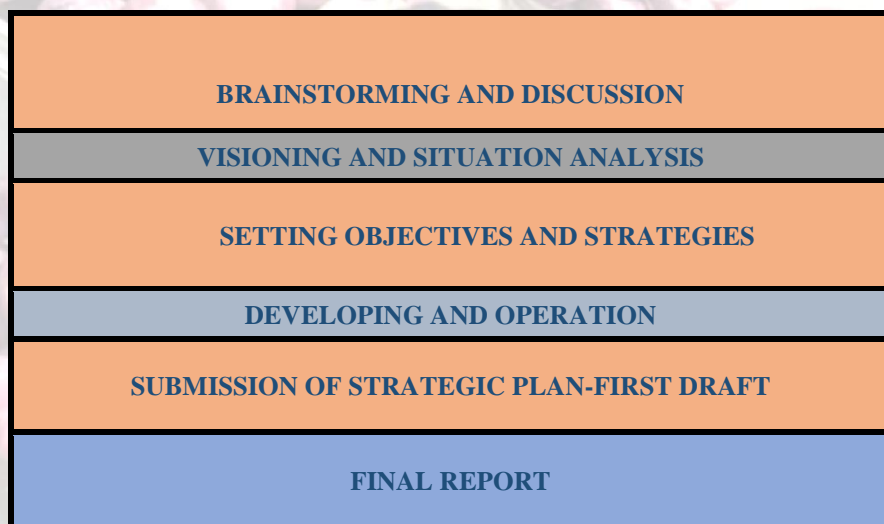 BRAINSTORMING AND DISCUSSION
VISIONING AND SITUATION ANALYSIS
SETTING OBJECTIVES AND STRATEGIES
DEVELOPING AND OPERATION
SUBMISSION OF STRATEGIC PLAN-FIRST DRAFT
FINAL REPORT